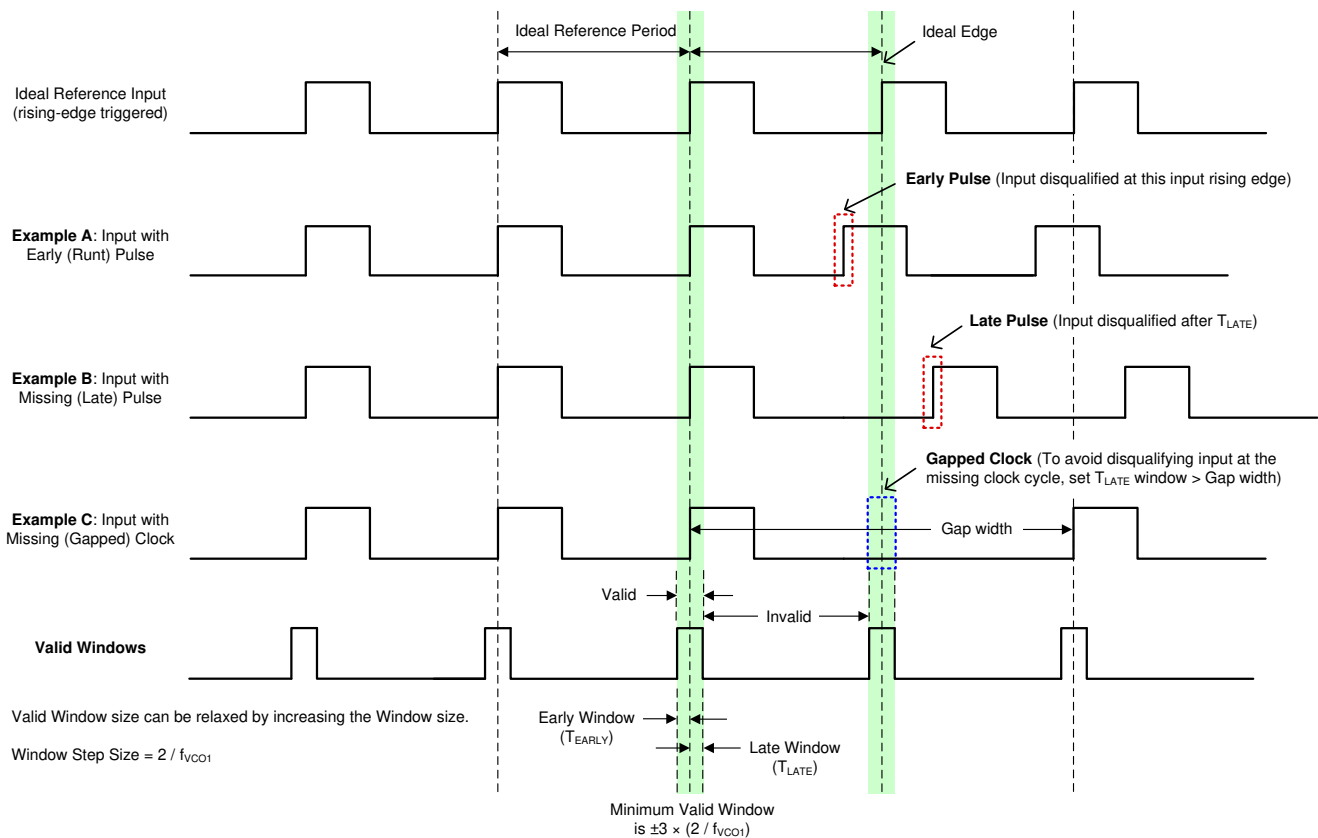 Ideal Reference Period
Ideal Edge
Ideal Reference Input
(rising-edge triggered)
Early Pulse (Input disqualified at this input rising edge)
Example A: Input with
Early (Runt) Pulse
Late Pulse (Input disqualified after TLATE)
Example B: Input with
Missing (Late) Pulse
Gapped Clock (To avoid disqualifying input at the
missing clock cycle, set TLATE window > Gap width)
Example C: Input with
Missing (Gapped) Clock
Gap width
Valid
Invalid
Valid Windows
Valid Window size can be relaxed by increasing the Window size.
Window Step Size = 2 / fVCO1
Early Window
(TEARLY)
Late Window
(TLATE)
Minimum Valid Window
is ±3 × (2 / fVCO1)